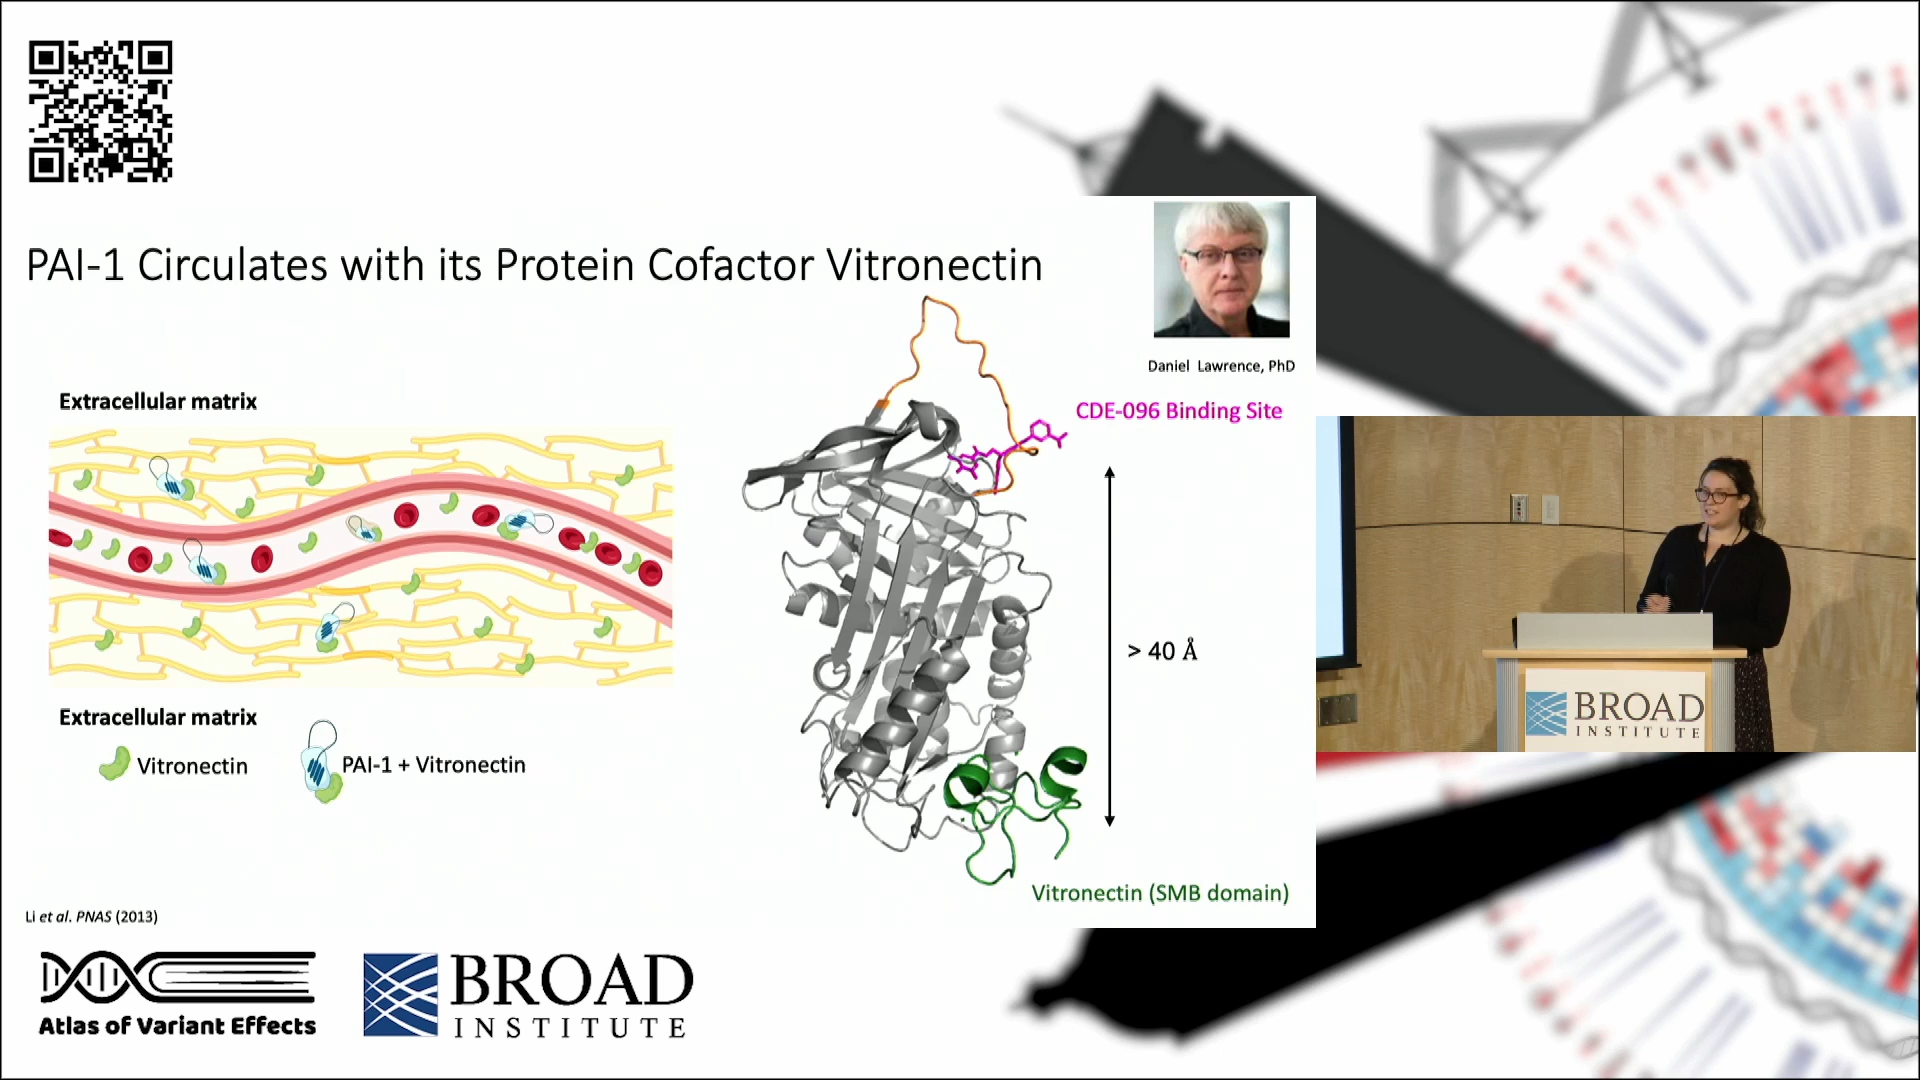 PAI-1 Circulates with its Protein Cofactor Vitronectin
Daniel Lawrence, PhD
Extracellular matrix
CDE-096 Binding Site
> 40 Å
Extracellular matrix
Vitronectin
PAI-1 + Vitronectin
Vitronectin (SMB domain)
Li et al. PNAS (2013)
Atlas of Variant Effects
BROAD
INSTITUTE
BROAD
INSTITUTE